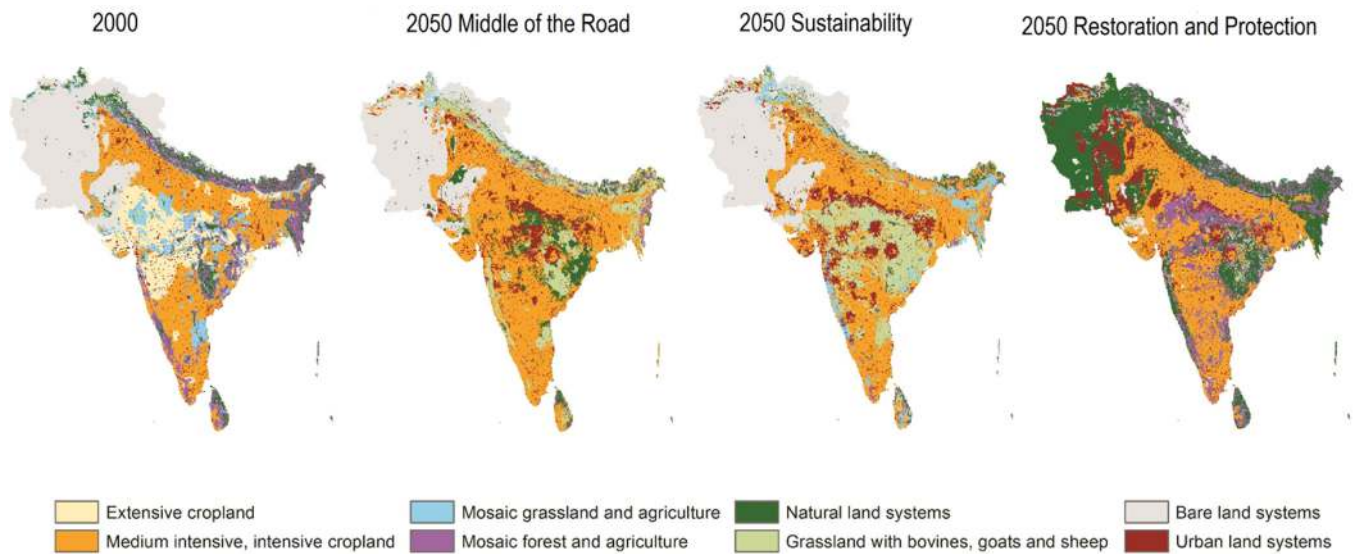 2000
2050 Middle of the Road
2050 Sustainability
2050 Restoration and Protection
Extensive cropland
Mosaic grassland and agriculture
Natural land systems
Bare land systems
Medium intensive, intensive cropland
Mosaic forest and agriculture
Grassland with bovines, goats and sheep
Urban land systems